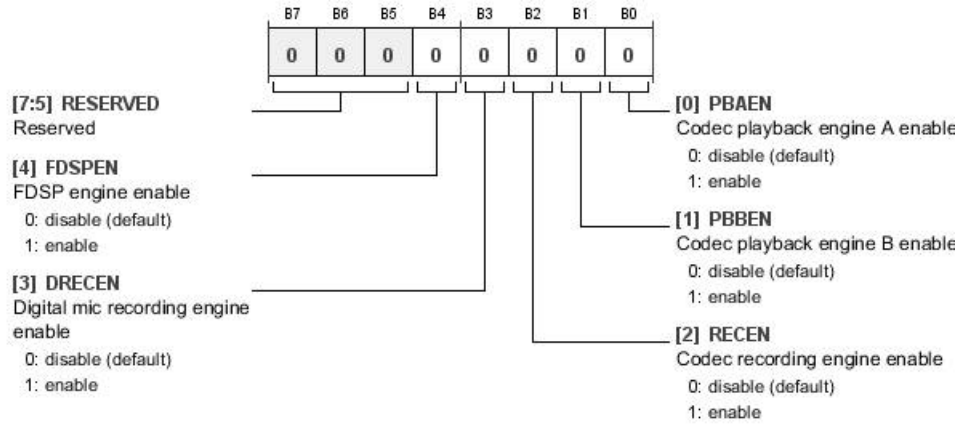 B7 B6 B5 B4 B3 B2 B1 B0
0 0 0 0 0 0 0 0
[7:5] RESERVED
Reserved
[4] FDSPEN
FDSP engine enable
0: disable (default)
1: enable
[3] DRECEN
Digital mic recording engine
enable
0: disable (default)
1: enable
[0] PBAEN
Codec playback engine A enable
0: disable (default)
1: enable
[1] PBBEN
Codec playback engine B enable
0: disable (default)
1: enable
[2] RECEN
Codec recording engine enable
0: disable (default)
1: enable